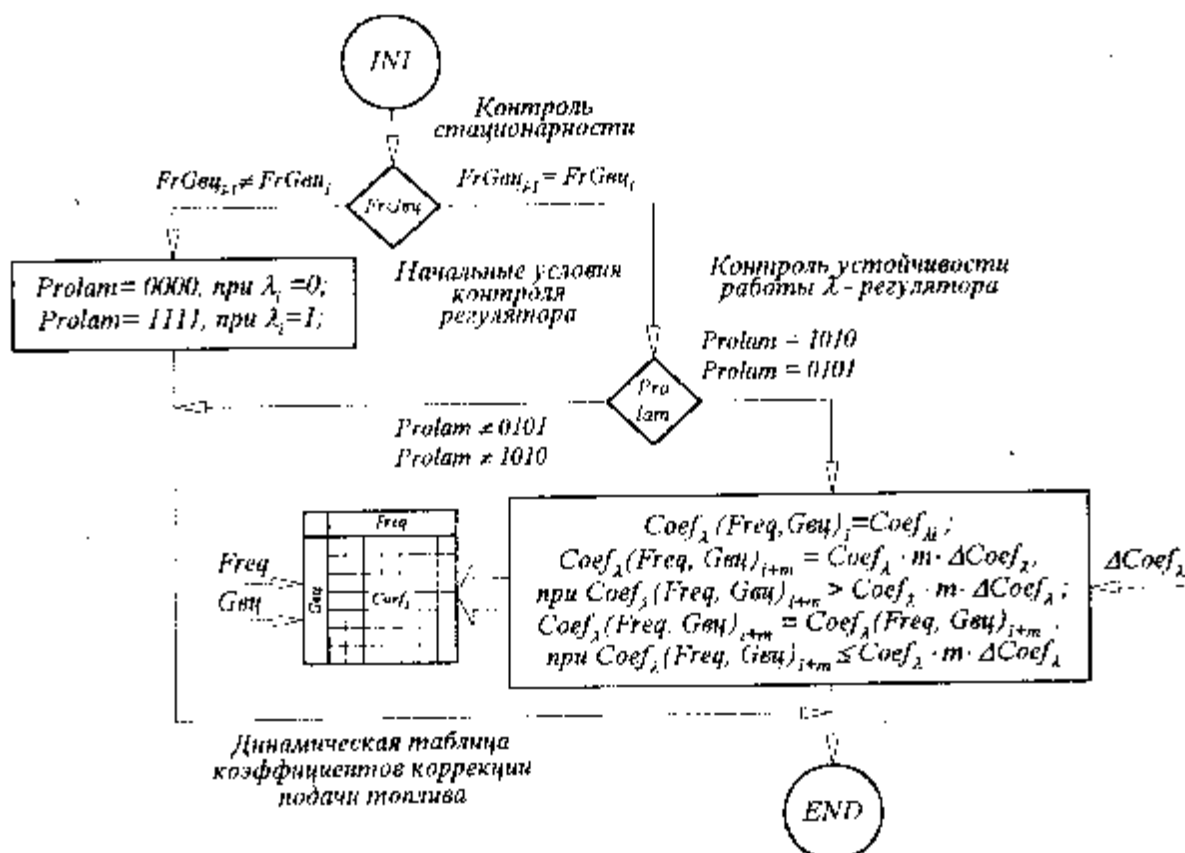 INI
Контроль
стационарности
FrGвц_{i-1} ≠ FrGвц_i
FrGвц_{i-1} = FrGвц_i
FrGвц
Prolam= 0000, при λ_i =0;
Prolam= 1111, при λ_i=1;
Начальные условия
контроля
регулятора
Контроль устойчивости
работы λ - регулятора
Prolam = 1010
Prolam = 0101
Pro
lam
Prolam ≠ 0101
Prolam ≠ 1010
Freq
Gвц
Freq
Gвц
Coef_λ
Coef_λ(Freq,Gвц)_i=Coef_{λi};
Coef_λ(Freq, Gвц)_{i+m} = Coef_λ · m · ΔCoef_λ,
при Coef_λ(Freq, Gвц)_{i+m} > Coef_λ · m · ΔCoef_λ;
Coef_λ(Freq. Gвц)_{i+m} = Coef_λ(Freq, Gвц)_{i+m} .
при Coef_λ(Freq, Gвц)_{i+m} ≤ Coef_λ · m · ΔCoef_λ
ΔCoef_λ
Динамическая таблица
коэффициентов коррекции
подачи топлива
END